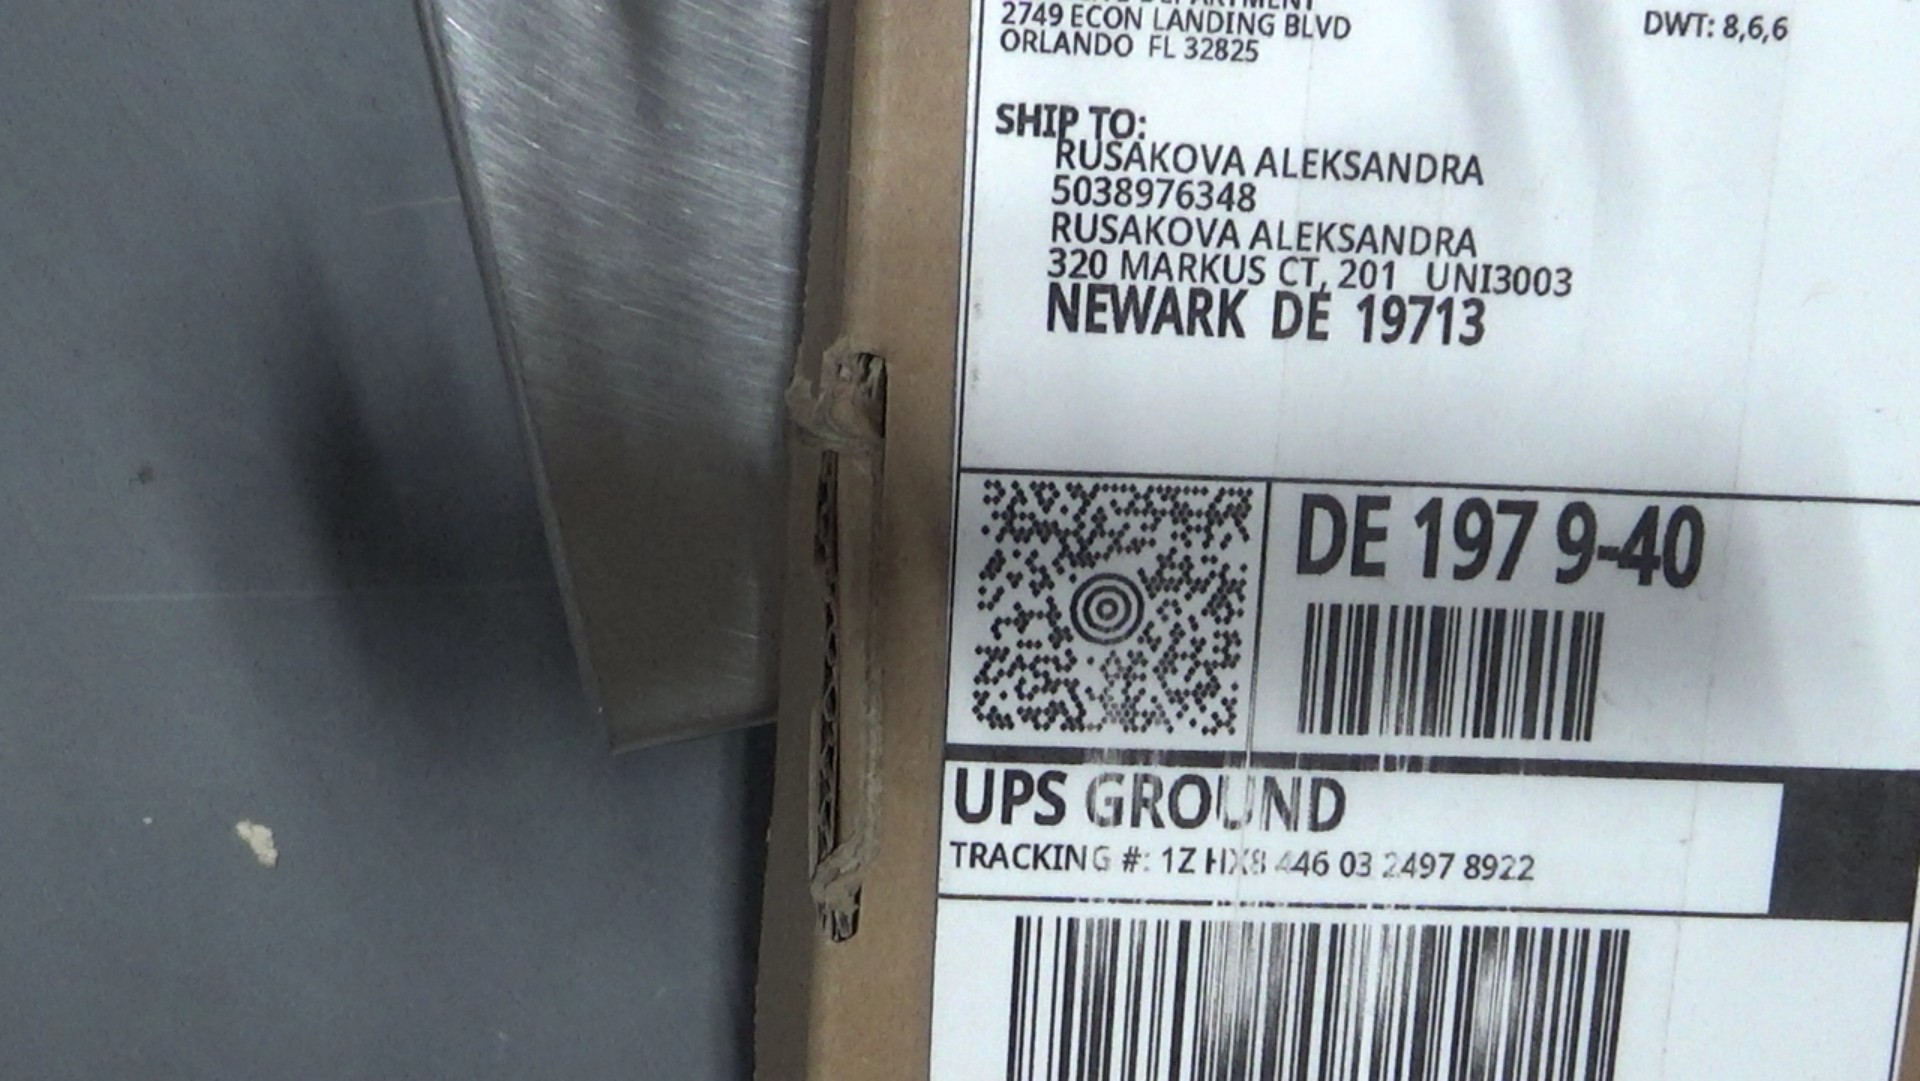 2749 ECON LANDING BLVD
ORLANDO FL 32825
DWT: 8,6,6
SHIP TO:
RUSAKOVA ALEKSANDRA
5038976348
RUSAKOVA ALEKSANDRA
320 MARKUS CT, 201 UNI3003
NEWARK DE 19713
DE 197 9-40
UPS GROUND
TRACKING #: 1Z HX8 446 03 2497 8922